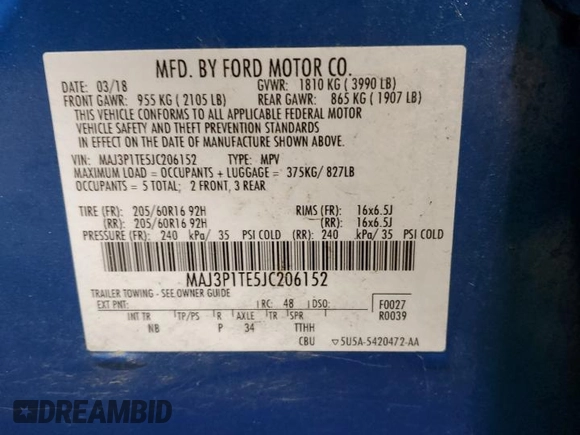 MFD. BY FORD MOTOR CO.
DATE: 03/18 GVWR: 1810 KG ( 3990 LB)
FRONT GAWR: 955 KG ( 2105 LB) REAR GAWR: 865 KG ( 1907 LB)
THIS VEHICLE CONFORMS TO ALL APPLICABLE FEDERAL MOTOR
VEHICLE SAFETY AND THEFT PREVENTION STANDARDS
IN EFFECT ON THE DATE OF MANUFACTURE SHOWN ABOVE.
VIN: MAJ3P1TE5JC206152 TYPE: MPV
MAXIMUM LOAD = OCCUPANTS + LUGGAGE = 375KG/ 827LB
OCCUPANTS = 5 TOTAL; 2 FRONT, 3 REAR
TIRE (FR): 205/60R16 92H RIMS (FR): 16x6.5J
(RR): 205/60R16 92H (RR): 16x6.5J
PRESSURE (FR): 240 kPa/ 35 PSI COLD (RR): 240 kPa/ 35 PSI COLD
MAJ3P1TE5JC206152
TRAILER TOWING - SEE OWNER GUIDE
EXT PNT: RC: 48 DSO: F0027
INT TR TP/PS R AXLE TR SPR R0039
NB P 34 TTHH
CBU ▽5U5A-5420472-AA
DREAMBID